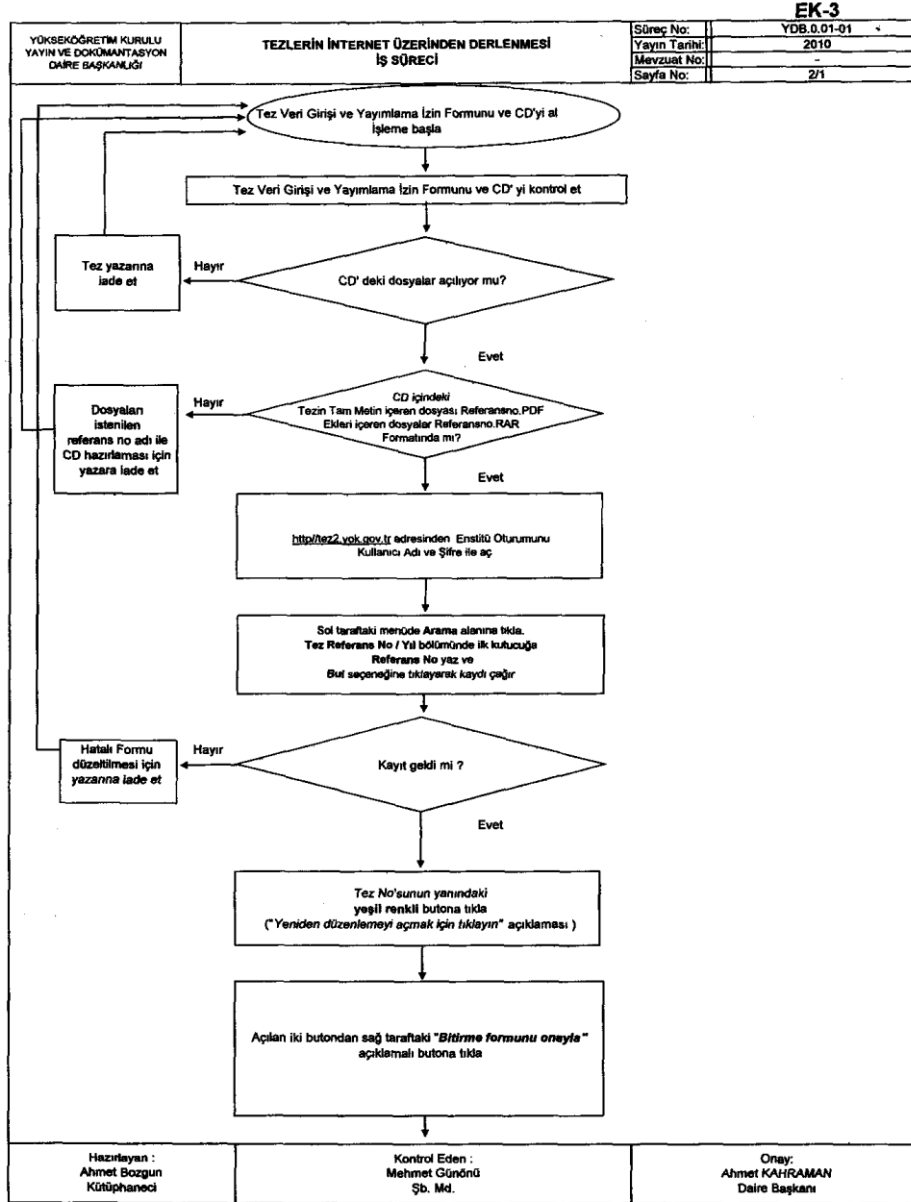 EK-3
YÜKSEKÖĞRETİM KURULU
YAYIN VE DOKÜMANTASYON
DAİRE BAŞKANLIĞI
TEZLERİN İNTERNET ÜZERİNDEN DERLENMESİ
İŞ SÜRECİ
Süreç No: YDB.0.01-01
Yayın Tarihi: 2010
Mevzuat No: -
Sayfa No: 2/1
Tez Veri Girişi ve Yayımlama İzin Formunu ve CD'yi al
İşleme başla
Tez Veri Girişi ve Yayımlama İzin Formunu ve CD' yi kontrol et
Tez yazarına
iade et
Hayır
CD' deki dosyalar açılıyor mu?
Evet
Dosyaları
istenilen
referans no adı ile
CD hazırlaması için
yazara iade et
Hayır
CD içindeki
Tezin Tam Metin içeren dosyası Referansno.PDF
Ekleri içeren dosyalar Referansno.RAR
Formatında mı?
Evet
http//tez2.yok.gov.tr adresinden Enstitü Oturumunu
Kullanıcı Adı ve Şifre ile aç
Sol taraftaki menüde Arama alanına tıkla.
Tez Referans No / Yıl bölümünde ilk kutucuğa
Referans No yaz ve
Bul seçeneğine tıklayarak kaydı çağır
Hatalı Formu
düzeltilmesi için
yazarına iade et
Hayır
Kayıt geldi mi ?
Evet
Tez No'sunun yanındaki
yeşil renkli butona tıkla
("Yeniden düzenlemeyi açmak için tıklayın" açıklaması )
Açılan iki butondan sağ taraftaki "Bitirme formunu onayla"
açıklamalı butona tıkla
Hazırlayan :
Ahmet Bozgun
Kütüphaneci
Kontrol Eden :
Mehmet Günönü
Şb. Md.
Onay:
Ahmet KAHRAMAN
Daire Başkanı